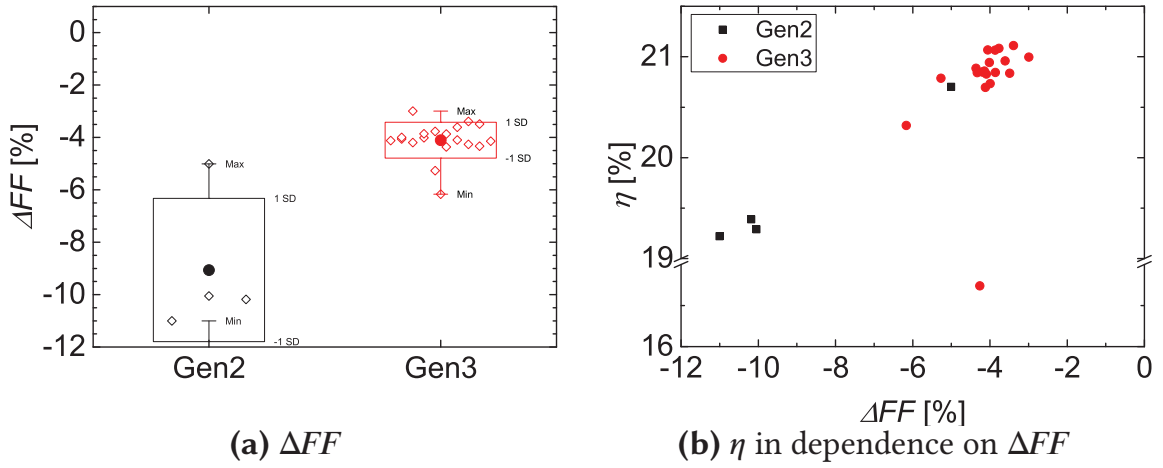 0
-2
-4
-6
-8
-10
-12
ΔFF [%]
Max
1 SD
Min
-1 SD
Max
1 SD
-1 SD
Min
Gen2
Gen3
(a) ΔFF
Gen2
Gen3
21
20
19
16
η [%]
-12 -10 -8 -6 -4 -2 0
ΔFF [%]
(b) η in dependence on ΔFF